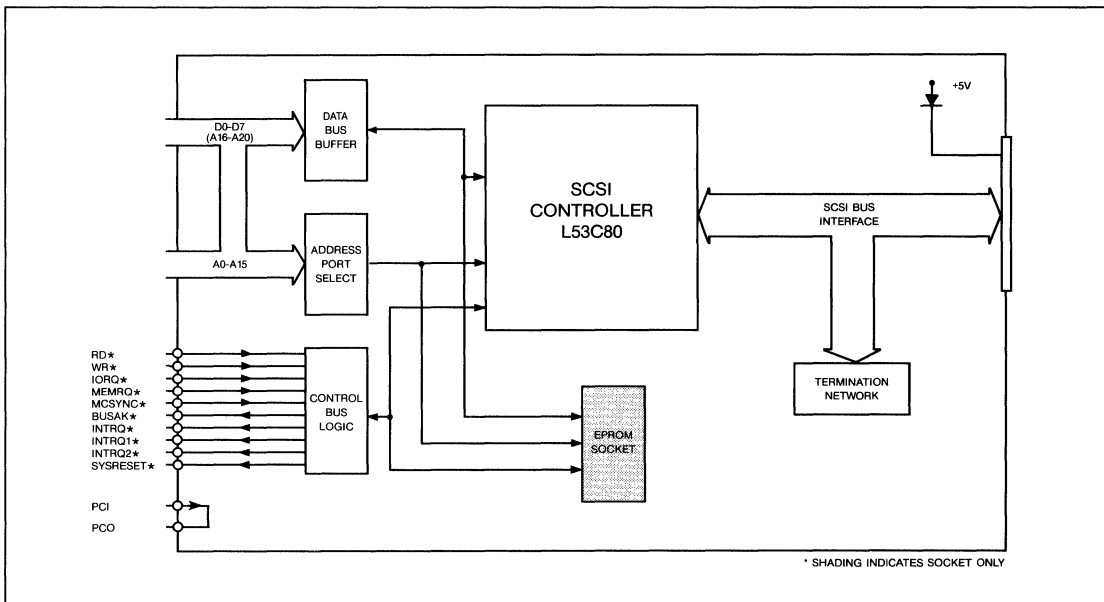 D0-D7
(A16-A20)
DATA
BUS
BUFFER
A0-A15
ADDRESS
PORT
SELECT
SCSI
CONTROLLER
L53C80
+5V
SCSI BUS
INTERFACE
TERMINATION
NETWORK
RD*
WR*
IORQ*
MEMRQ*
MCSYNC*
BUSAK*
INTRQ*
INTRQ1*
INTRQ2*
SYSRESET*
CONTROL
BUS
LOGIC
EPROM
SOCKET
PCI
PCO
* SHADING INDICATES SOCKET ONLY